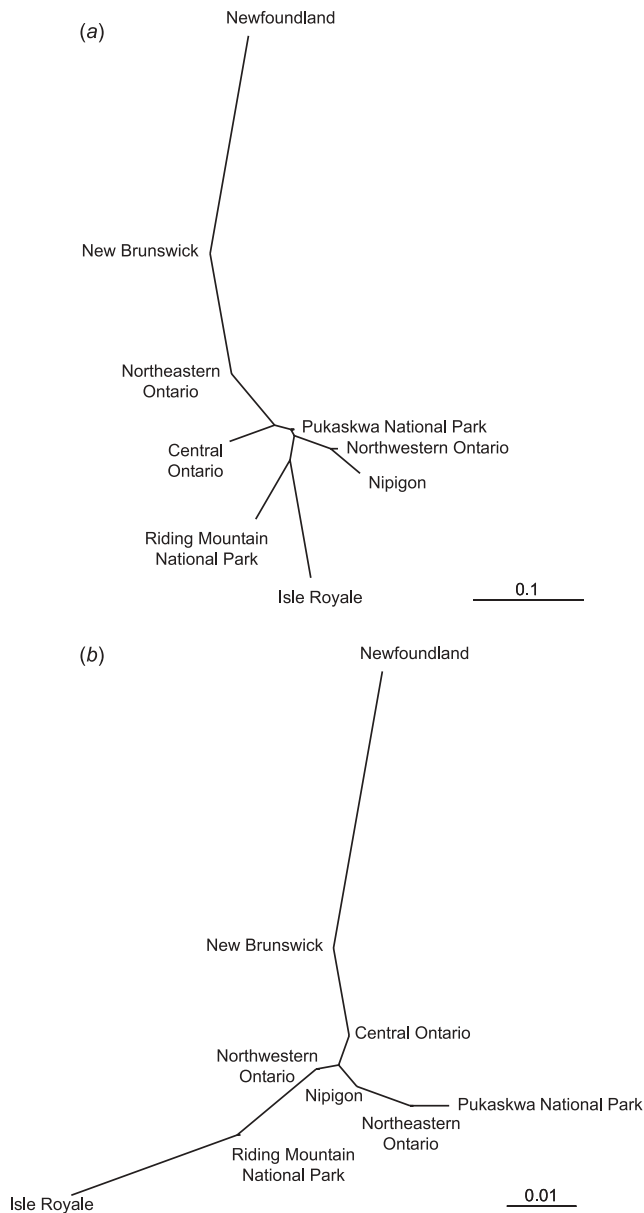 (a)
Newfoundland
New Brunswick
Northeastern
Ontario
Pukaskwa National Park
Northwestern Ontario
Central
Ontario
Nipigon
Riding Mountain
National Park
Isle Royale
0.1
(b)
Newfoundland
New Brunswick
Central Ontario
Northwestern
Ontario
Nipigon
Pukaskwa National Park
Northeastern
Ontario
Riding Mountain
National Park
Isle Royale
0.01